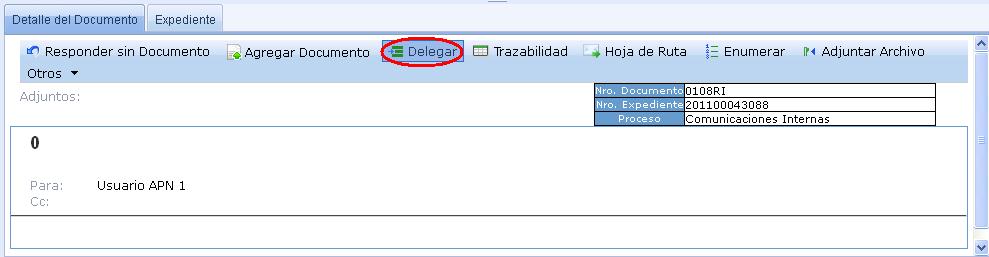 Detalle del Documento Expediente
Responder sin Documento Agregar Documento Delegar Trazabilidad Hoja de Ruta Enumerar Adjuntar Archivo
Otros
Adjuntos:
Nro. Documento 0108RI
Nro. Expediente 201100043088
Proceso Comunicaciones Internas
0
Para: Usuario APN 1
Cc: